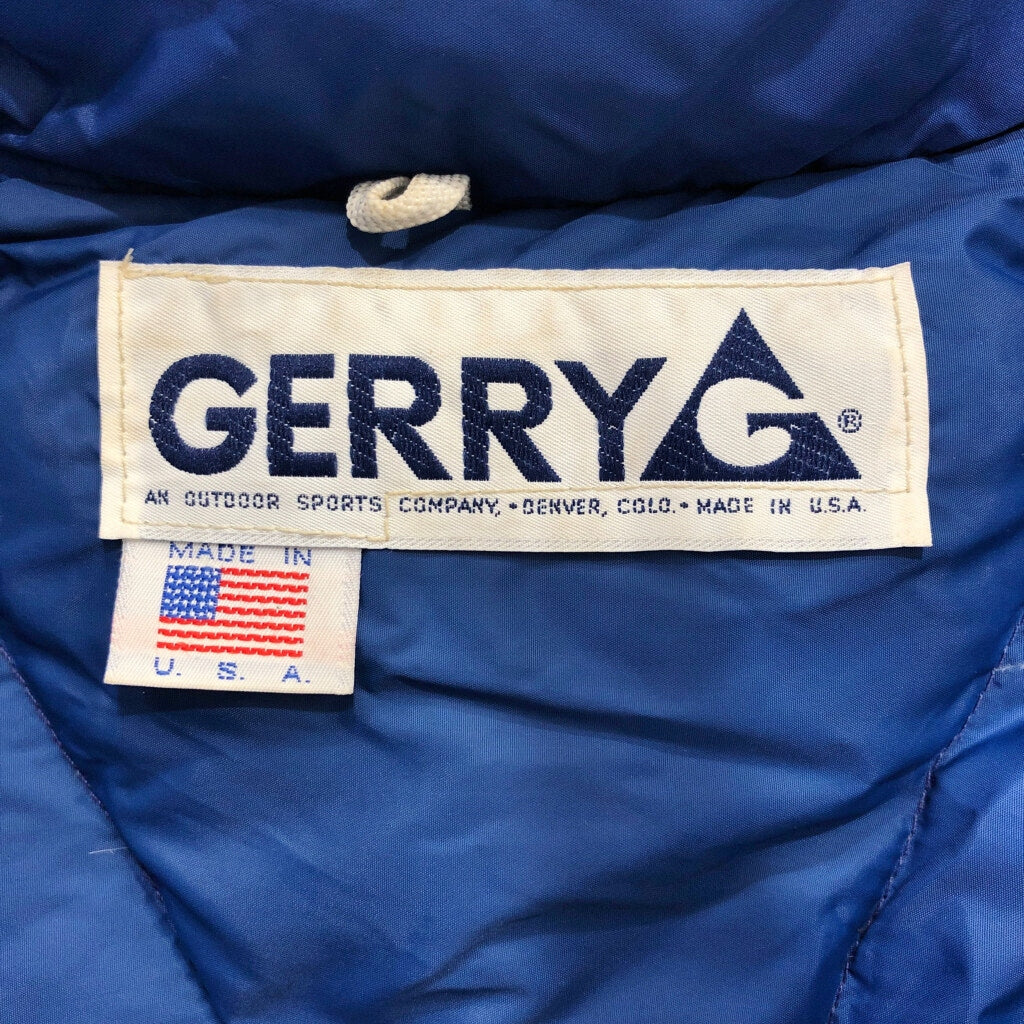 GERRY G ®
AN OUTDOOR SPORTS COMPANY, • DENVER, COLO. • MADE IN U.S.A.
MADE IN
U. S. A.